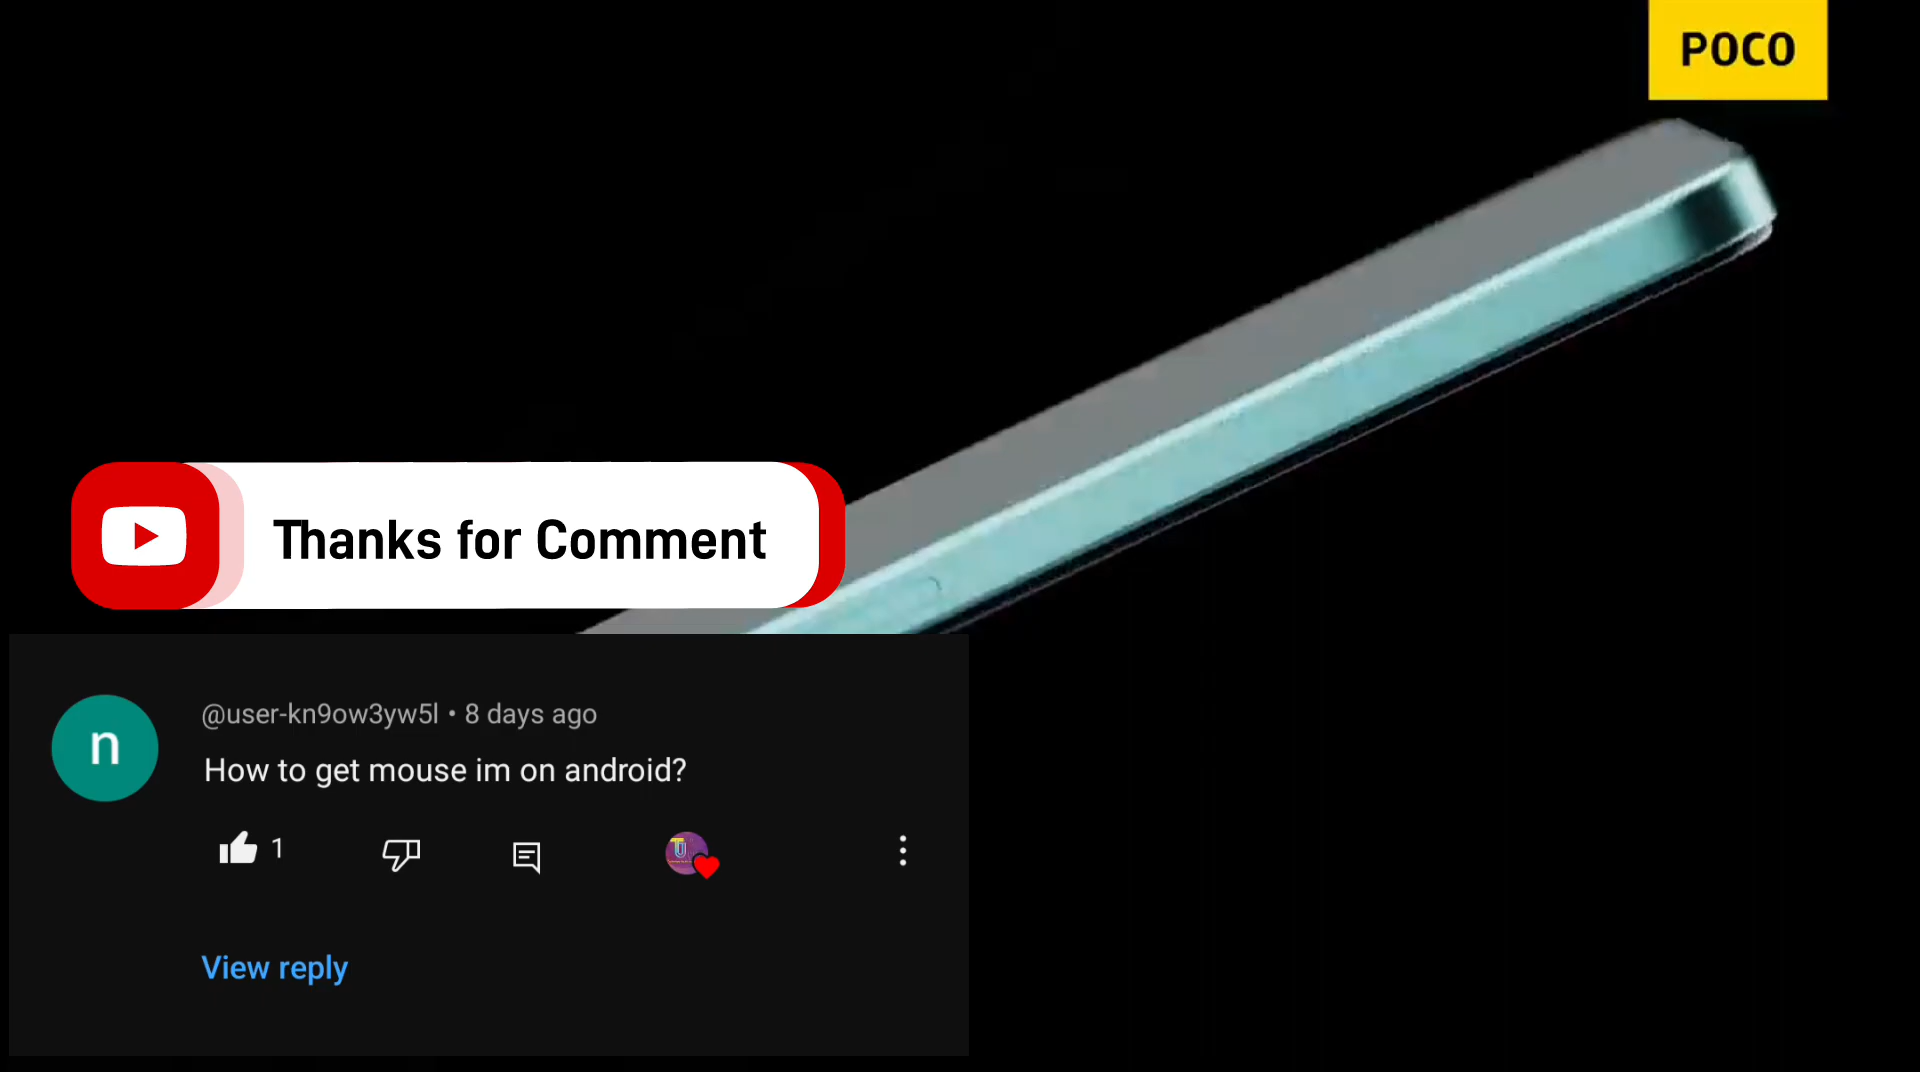 POCO
Thanks for Comment
@user-kn9ow3yw5l • 8 days ago
n
How to get mouse im on android?
1
View reply